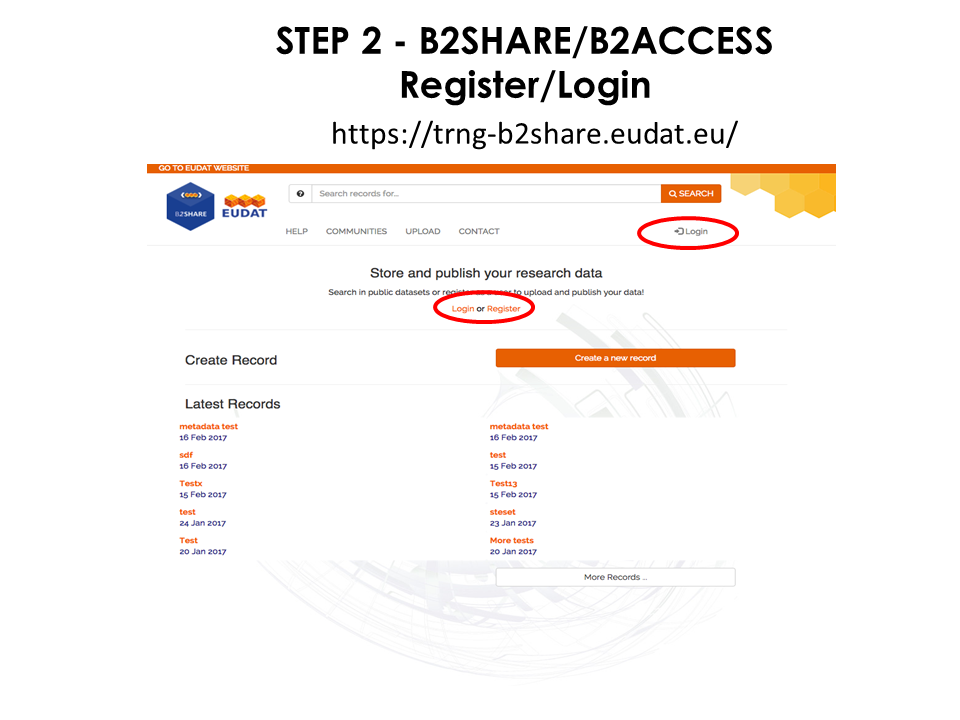 STEP 2 - B2SHARE/B2ACCESS
Register/Login
https://trng-b2share.eudat.eu/
GO TO EUDAT WEBSITE
B2SHARE
EUDAT
Search records for...
SEARCH
HELP COMMUNITIES UPLOAD CONTACT
Login
Store and publish your research data
Search in public datasets or register as a user to upload and publish your data!
Login or Register
Create Record
Create a new record
Latest Records
metadata test
16 Feb 2017
metadata test
16 Feb 2017
sdf
16 Feb 2017
test
15 Feb 2017
Testx
15 Feb 2017
Test13
15 Feb 2017
test
24 Jan 2017
steset
23 Jan 2017
Test
20 Jan 2017
More tests
20 Jan 2017
More Records ...